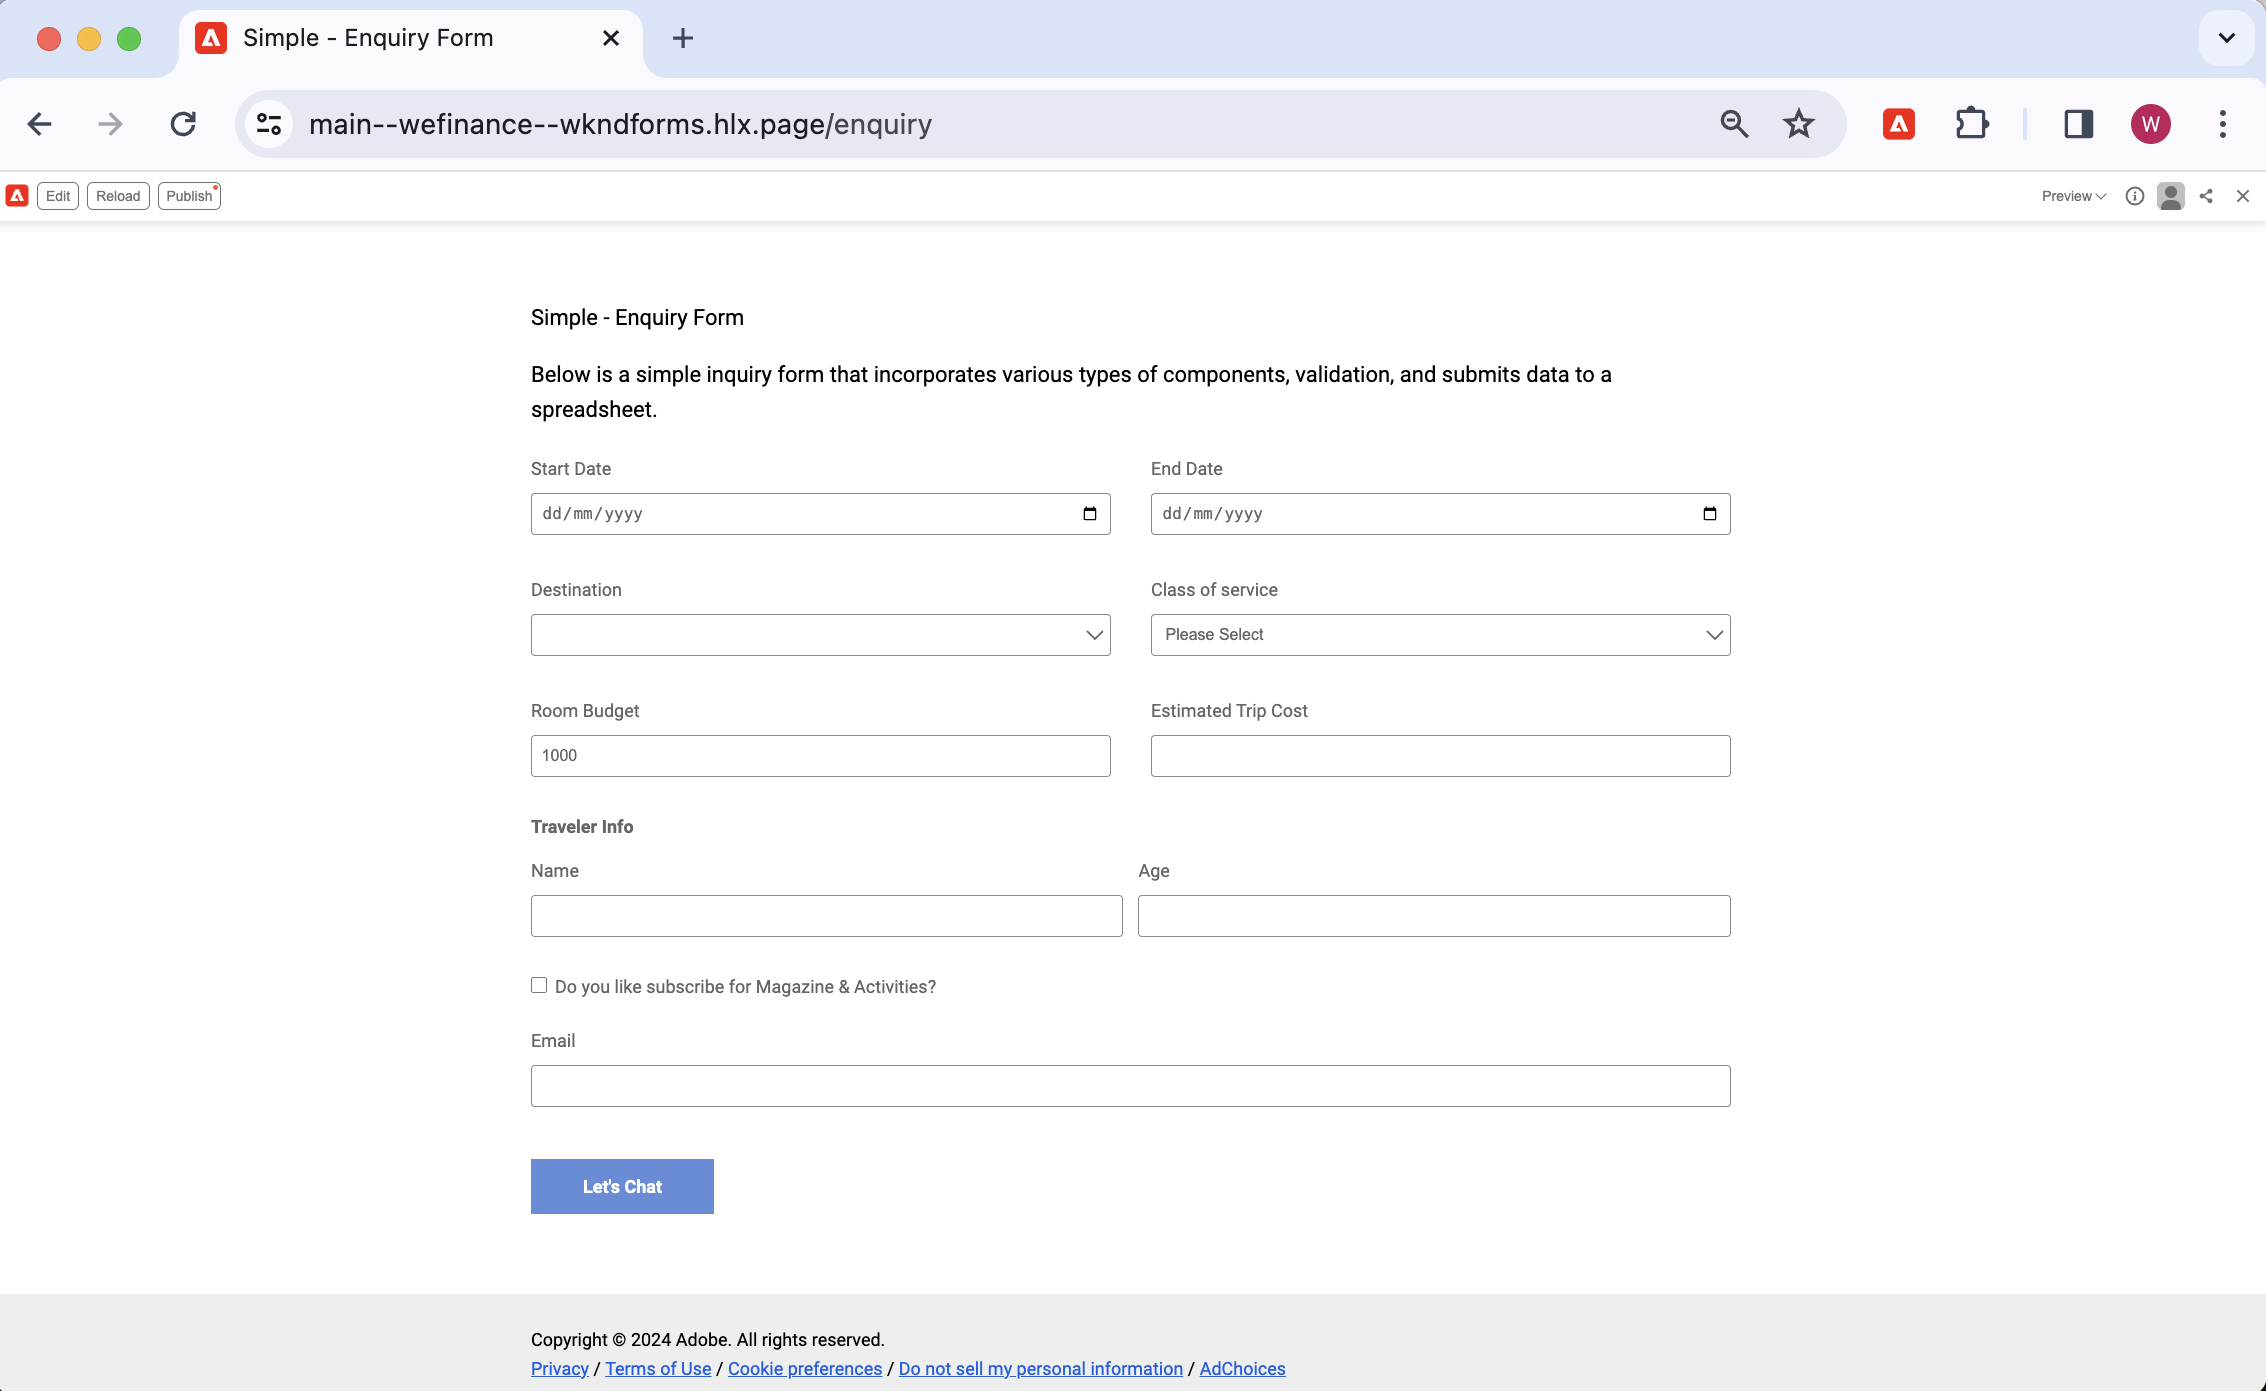 Simple - Enquiry Form
main--wefinance--wkndforms.hlx.page/enquiry
W
Edit Reload Publish Preview
Simple - Enquiry Form
Below is a simple inquiry form that incorporates various types of components, validation, and submits data to a
spreadsheet.
Start Date End Date
dd/mm/yyyy dd/mm/yyyy
Destination Class of service
Please Select
Room Budget Estimated Trip Cost
1000
Traveler Info
Name Age
Do you like subscribe for Magazine & Activities?
Email
Let's Chat
Copyright © 2024 Adobe. All rights reserved.
Privacy / Terms of Use / Cookie preferences / Do not sell my personal information / AdChoices